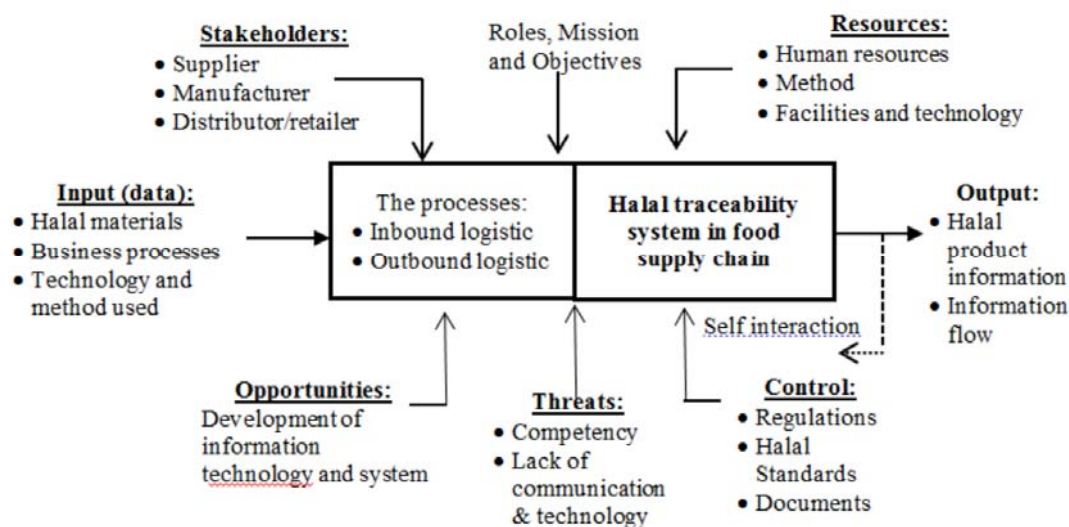 Stakeholders:
• Supplier
• Manufacturer
• Distributor/retailer
Roles, Mission
and Objectives
Resources:
• Human resources
• Method
• Facilities and technology
Input (data):
• Halal materials
• Business processes
• Technology and
method used
The processes:
• Inbound logistic
• Outbound logistic
Halal traceability
system in food
supply chain
Output:
• Halal
product
information
• Information
flow
Self interaction
Opportunities:
Development of
information
technology and system
Threats:
• Competency
• Lack of
communication
& technology
Control:
• Regulations
• Halal
Standards
• Documents